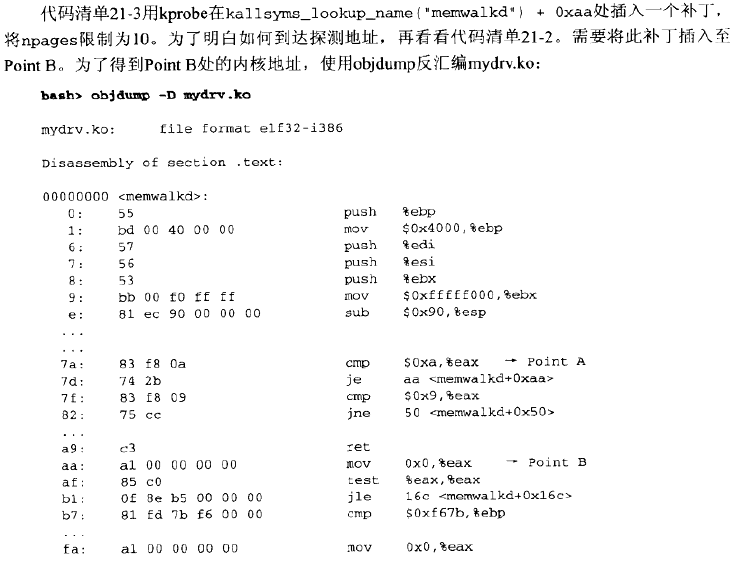 代码清单21-3用kprobe在kallsyms_lookup_name("memwalkd") + 0xaa处插入一个补丁，
将npages限制为10。为了明白如何到达探测地址，再看看代码清单21-2。需要将此补丁插入至
Point B。为了得到Point B处的内核地址，使用objdump反汇编mydrv.ko：
bash> objdump -D mydrv.ko
mydrv.ko: file format elf32-i386
Disassembly of section .text:
00000000 <memwalkd>:
0: 55 push %ebp
1: bd 00 40 00 00 mov $0x4000,%ebp
6: 57 push %edi
7: 56 push %esi
8: 53 push %ebx
9: bb 00 f0 ff ff mov $0xfffff000,%ebx
e: 81 ec 90 00 00 00 sub $0x90,%esp
...
...
7a: 83 f8 0a cmp $0xa,%eax → Point A
7d: 74 2b je aa <memwalkd+0xaa>
7f: 83 f8 09 cmp $0x9,%eax
82: 75 cc jne 50 <memwalkd+0x50>
...
a9: c3 ret
aa: a1 00 00 00 00 mov 0x0,%eax → Point B
af: 85 c0 test %eax,%eax
b1: 0f 8e b5 00 00 00 jle 16c <memwalkd+0x16c>
b7: 81 fd 7b f6 00 00 cmp $0xf67b,%ebp
...
fa: a1 00 00 00 00 mov 0x0,%eax